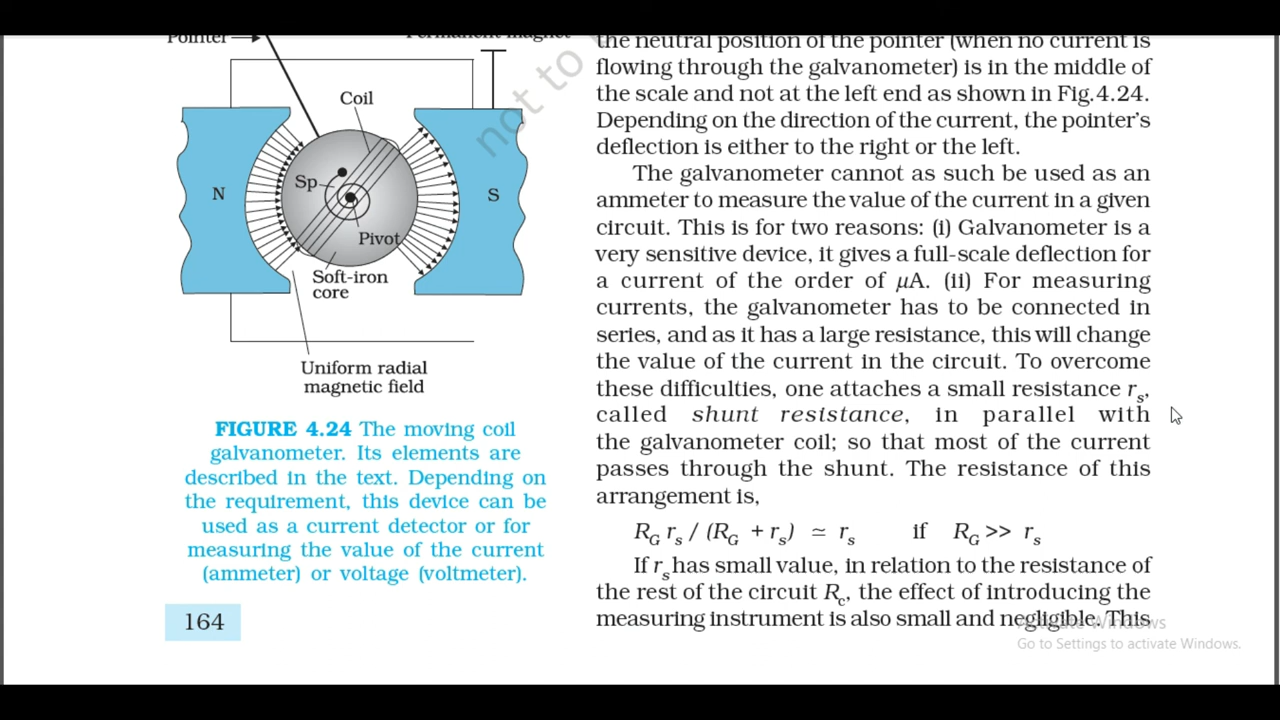 Pointer
Permanent magnet
Coil
N
Sp
S
Pivot
Soft-iron
core
Uniform radial
magnetic field
FIGURE 4.24 The moving coil
galvanometer. Its elements are
described in the text. Depending on
the requirement, this device can be
used as a current detector or for
measuring the value of the current
(ammeter) or voltage (voltmeter).
164
not to
the neutral position of the pointer (when no current is
flowing through the galvanometer) is in the middle of
the scale and not at the left end as shown in Fig.4.24.
Depending on the direction of the current, the pointer's
deflection is either to the right or the left.
The galvanometer cannot as such be used as an
ammeter to measure the value of the current in a given
circuit. This is for two reasons: (i) Galvanometer is a
very sensitive device, it gives a full-scale deflection for
a current of the order of μA. (ii) For measuring
currents, the galvanometer has to be connected in
series, and as it has a large resistance, this will change
the value of the current in the circuit. To overcome
these difficulties, one attaches a small resistance rₛ,
called shunt resistance, in parallel with
the galvanometer coil; so that most of the current
passes through the shunt. The resistance of this
arrangement is,
R_G rₛ / (R_G + rₛ) ≃ rₛ if R_G >> rₛ
If rₛ has small value, in relation to the resistance of
the rest of the circuit R_c, the effect of introducing the
measuring instrument is also small and negligible. This
Activate Windows
Go to Settings to activate Windows.